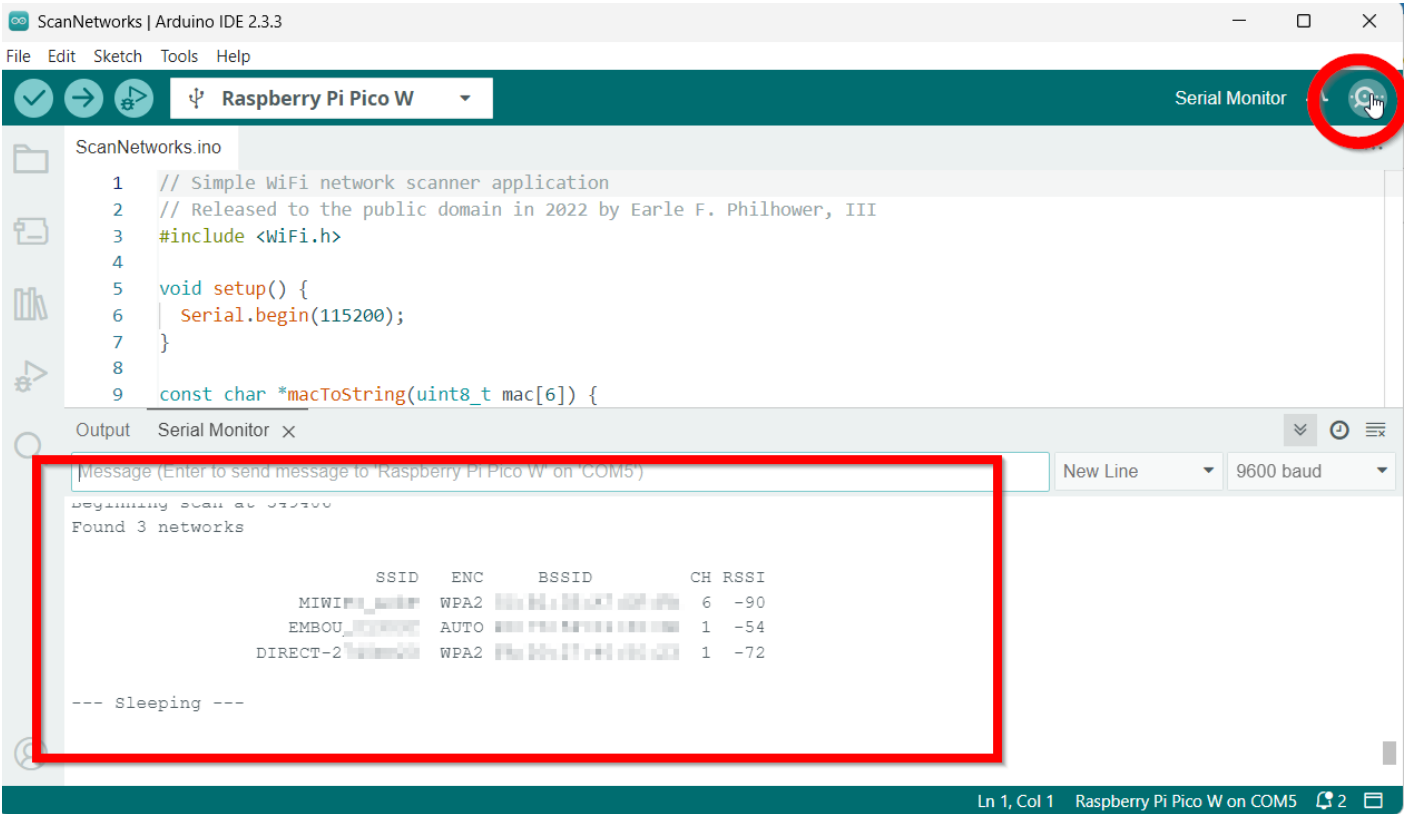 ScanNetworks | Arduino IDE 2.3.3
File Edit Sketch Tools Help
Raspberry Pi Pico W
Serial Monitor
ScanNetworks.ino
1 // Simple WiFi network scanner application
2 // Released to the public domain in 2022 by Earle F. Philhower, III
3 #include <WiFi.h>
4
5 void setup() {
6 Serial.begin(115200);
7 }
8
9 const char *macToString(uint8_t mac[6]) {
Output Serial Monitor
Message (Enter to send message to 'Raspberry Pi Pico W' on 'COM5')
New Line 9600 baud
Beginning scan at
Found 3 networks
SSID ENC BSSID CH RSSI
WPA2 6 -90
EMBOU_ AUTO 1 -54
DIRECT-2 WPA2 1 -72
--- Sleeping ---
Ln 1, Col 1 Raspberry Pi Pico W on COM5 2